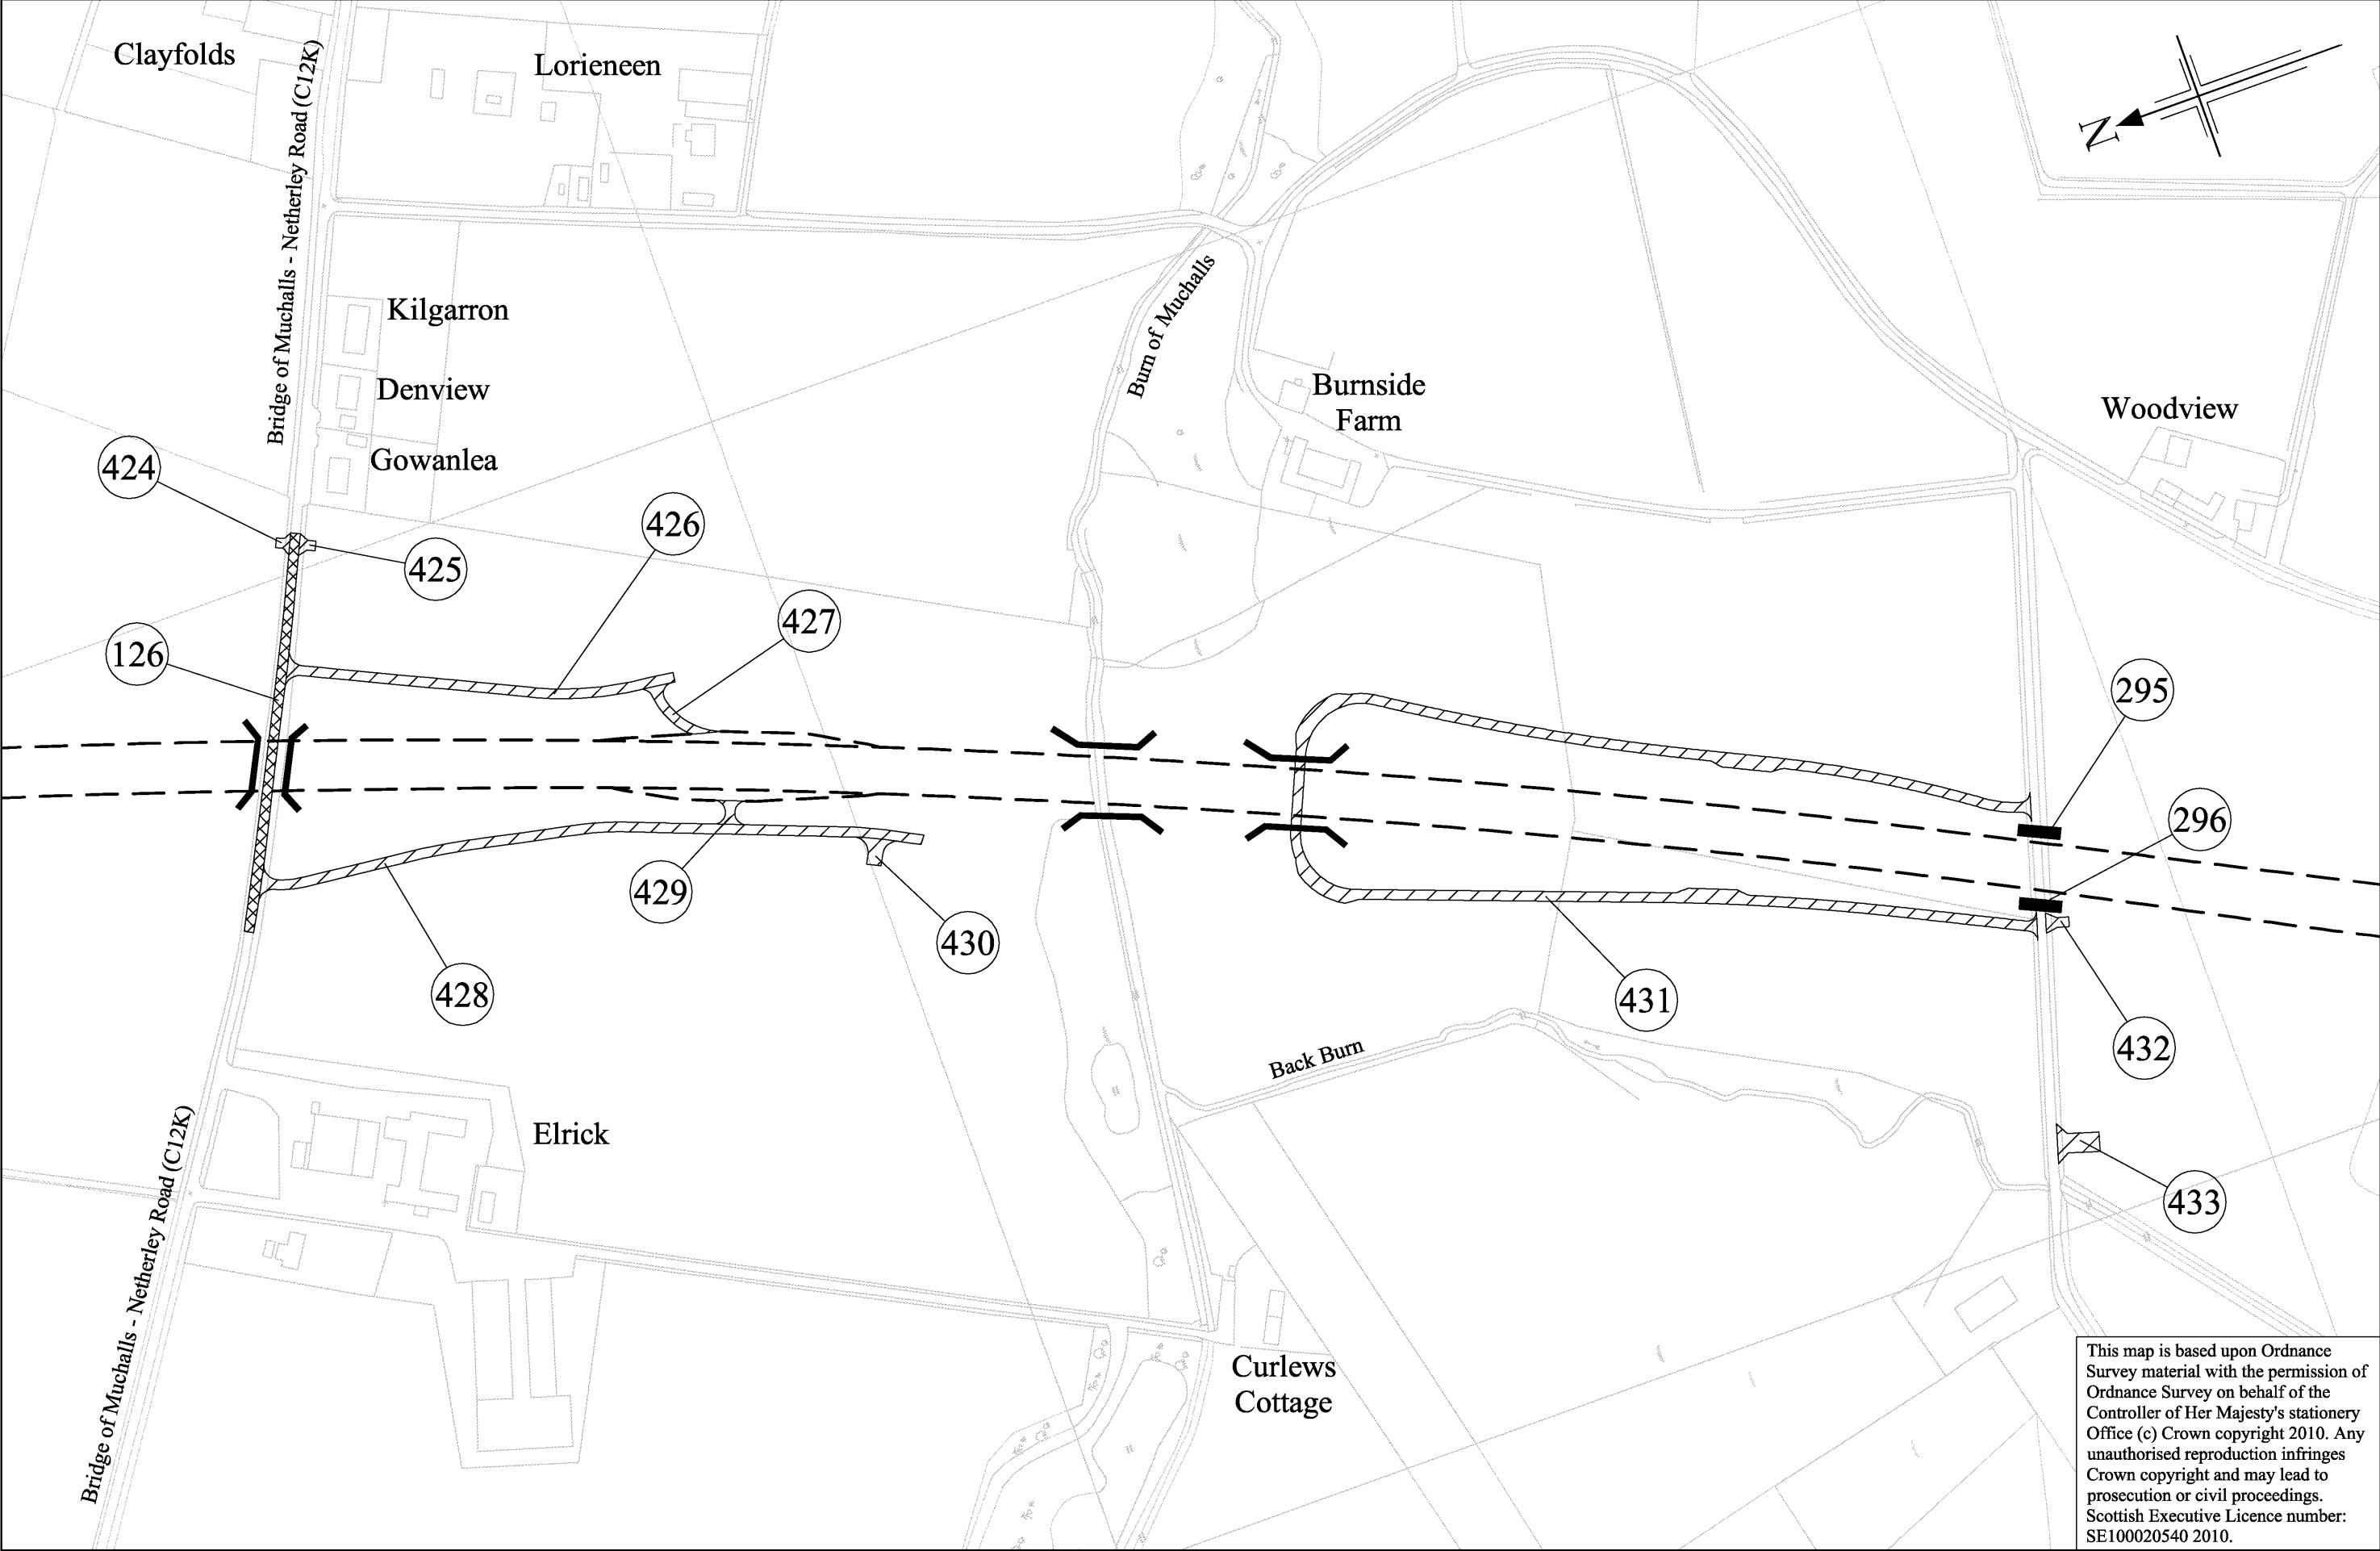 Clayfolds
Bridge of Muchalls - Netherley Road (C12K)
Lorieneen
N
Kilgarron
Denview
Gowanlea
Burn of Muchalls
Burnside
Farm
Woodview
424
425
426
427
126
295
296
428
429
430
431
432
433
Back Burn
Elrick
Bridge of Muchalls - Netherley Road (C12K)
Curlews
Cottage
This map is based upon Ordnance
Survey material with the permission of
Ordnance Survey on behalf of the
Controller of Her Majesty's stationery
Office (c) Crown copyright 2010. Any
unauthorised reproduction infringes
Crown copyright and may lead to
prosecution or civil proceedings.
Scottish Executive Licence number:
SE100020540 2010.